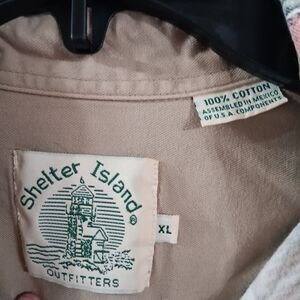 100% COTTON
ASSEMBLED IN MEXICO
OF U.S.A. COMPONENTS
Shelter Island®
XL
OUTFITTERS